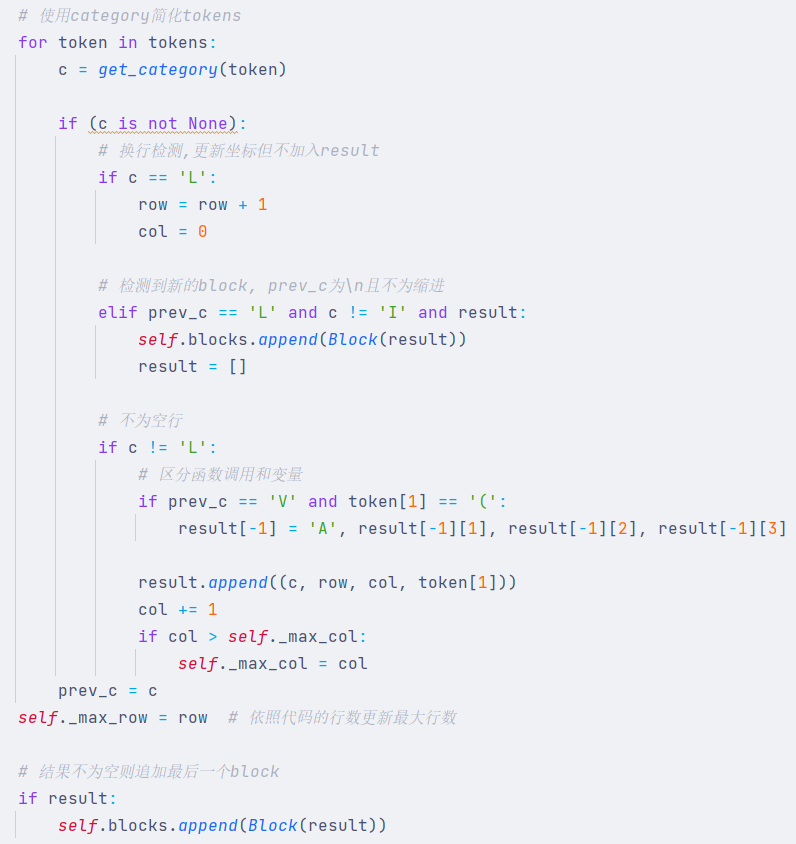 # 使用category简化tokens
for token in tokens:
    c = get_category(token)

    if (c is not None):
        # 换行检测,更新坐标但不加入result
        if c == 'L':
            row = row + 1
            col = 0

        # 检测到新的block, prev_c为\n且不为缩进
        elif prev_c == 'L' and c != 'I' and result:
            self.blocks.append(Block(result))
            result = []

        # 不为空行
        if c != 'L':
            # 区分函数调用和变量
            if prev_c == 'V' and token[1] == '(':
                result[-1] = 'A', result[-1][1], result[-1][2], result[-1][3]

            result.append((c, row, col, token[1]))
            col += 1
            if col > self._max_col:
                self._max_col = col
    prev_c = c
self._max_row = row  # 依照代码的行数更新最大行数

# 结果不为空则追加最后一个block
if result:
    self.blocks.append(Block(result))